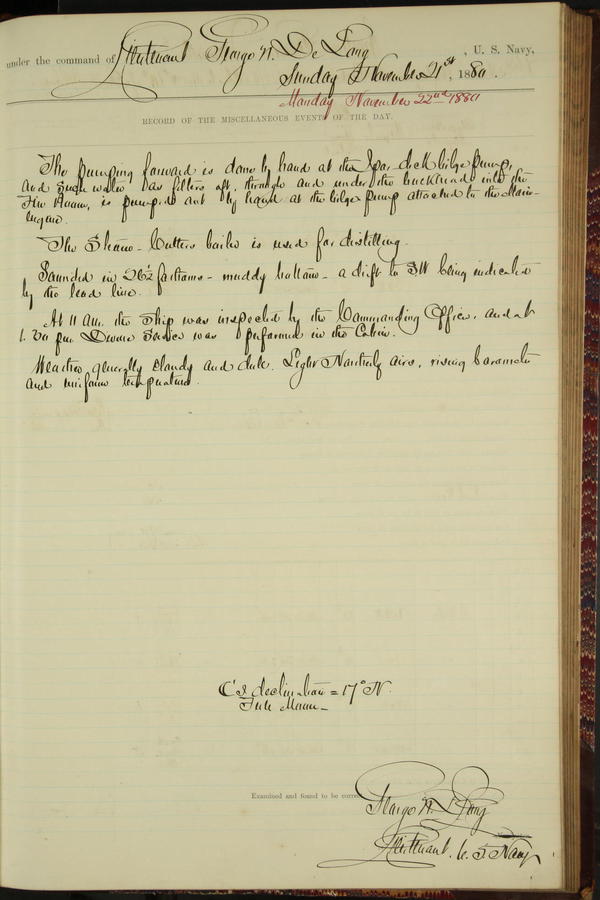 under the command of Lieutenant George W. De Long, U. S. Navy,
Sunday November 21st, 1880.
Monday November 22nd 1880
RECORD OF THE MISCELLANEOUS EVENTS OF THE DAY.
The pumping forward is done by hand at the Spar-deck bilge pump,
and such water as filters aft, through and under the bulkhead into the
Fire Room, is pumped out by hand at the bilge pump attached to the Main-
Engine.
The Steam-Cutters boiler is used for distilling.
Sounded in 26½ fathoms - muddy bottom - a drift to SW being indicated
by the lead line.
At 11 am. the Ship was inspected by the Commanding Officer, and at
pm Divine Service was performed in the Cabin.
Weather generally cloudy and dull. Light Northerly airs, rising barometer
and uniform temperature.
C's declination = 17° N.
Full Moon -
Examined and found to be correct.
George W. De Long
Lieutenant. U. S. Navy